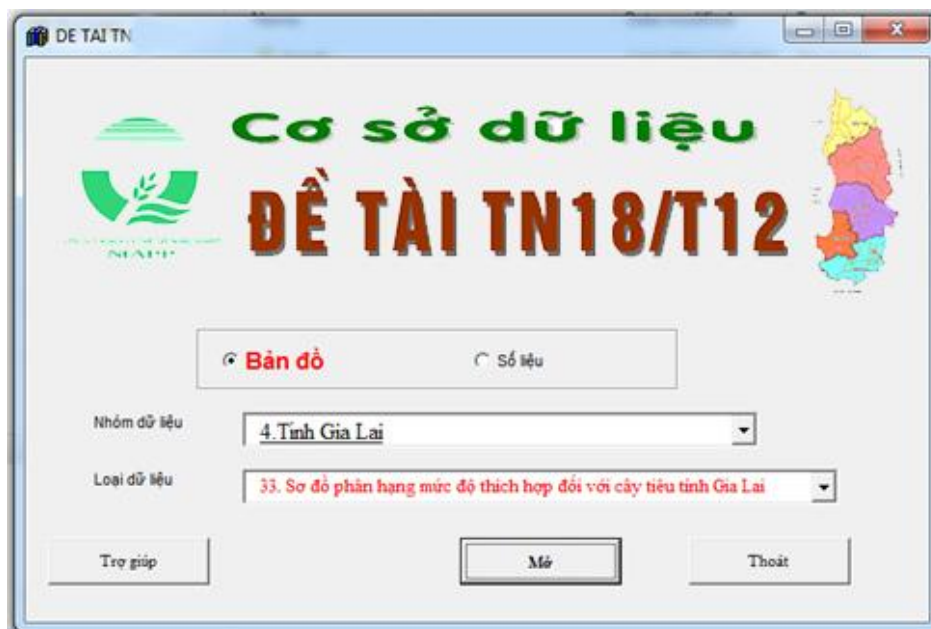 DE TAI TN
Cơ sở dữ liệu
ĐỀ TÀI TN18/T12
NIAPP
Bản đồ
Số liệu
Nhóm dữ liệu
4.Tỉnh Gia Lai
Loại dữ liệu
33. Sơ đồ phân hạng mức độ thích hợp đối với cây tiêu tỉnh Gia Lai
Trợ giúp
Mở
Thoát